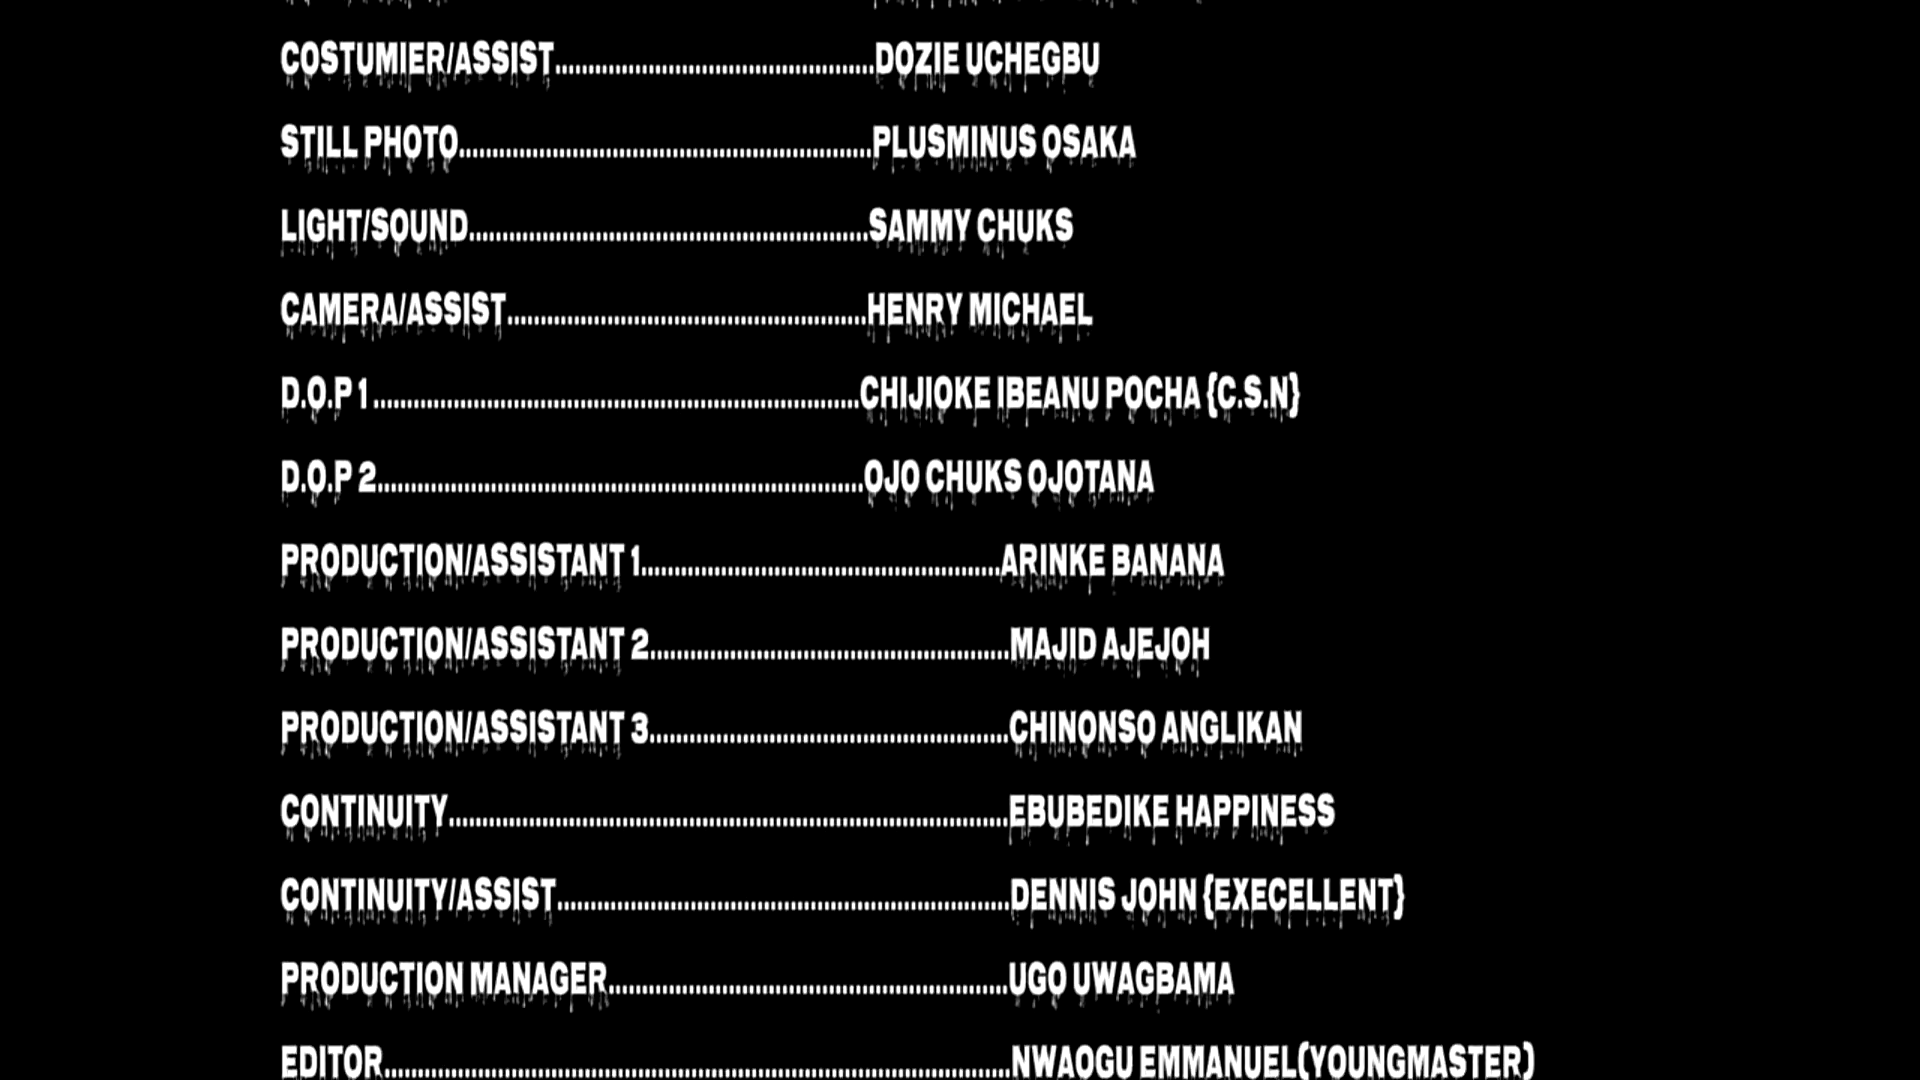 COSTUMIER/ASSIST................................................DOZIE UCHEGBU
STILL PHOTO..............................................................PLUSMINUS OSAKA
LIGHT/SOUND............................................................SAMMY CHUKS
CAMERA/ASSIST......................................................HENRY MICHAEL
D.O.P 1.........................................................................CHIJIOKE IBEANU POCHA {C.S.N}
D.O.P 2.........................................................................OJO CHUKS OJOTANA
PRODUCTION/ASSISTANT 1......................................................ARINKE BANANA
PRODUCTION/ASSISTANT 2......................................................MAJID AJEJOH
PRODUCTION/ASSISTANT 3......................................................CHINONSO ANGLIKAN
CONTINUITY....................................................................................EBUBEDIKE HAPPINESS
CONTINUITY/ASSIST....................................................................DENNIS JOHN {EXECELLENT}
PRODUCTION MANAGER............................................................UGO UWAGBAMA
EDITOR..............................................................................................NWAOGU EMMANUEL(YOUNGMASTER)